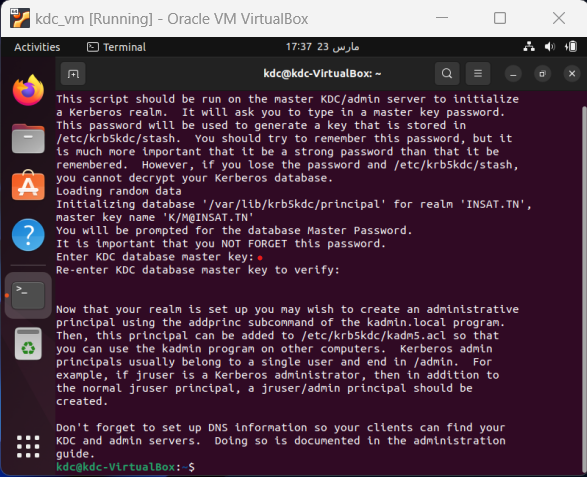 kdc_vm [Running] - Oracle VM VirtualBox
Activities
Terminal
17:37 23 مارس
kdc@kdc-VirtualBox: ~
This script should be run on the master KDC/admin server to initialize
a Kerberos realm.  It will ask you to type in a master key password.
This password will be used to generate a key that is stored in
/etc/krb5kdc/stash.  You should try to remember this password, but it
is much more important that it be a strong password than that it be
remembered.  However, if you lose the password and /etc/krb5kdc/stash,
you cannot decrypt your Kerberos database.
Loading random data
Initializing database '/var/lib/krb5kdc/principal' for realm 'INSAT.TN',
master key name 'K/M@INSAT.TN'
You will be prompted for the database Master Password.
It is important that you NOT FORGET this password.
Enter KDC database master key:
Re-enter KDC database master key to verify:
Now that your realm is set up you may wish to create an administrative
principal using the addprinc subcommand of the kadmin.local program.
Then, this principal can be added to /etc/krb5kdc/kadm5.acl so that
you can use the kadmin program on other computers.  Kerberos admin
principals usually belong to a single user and end in /admin.  For
example, if jruser is a Kerberos administrator, then in addition to
the normal jruser principal, a jruser/admin principal should be
created.
Don't forget to set up DNS information so your clients can find your
KDC and admin servers.  Doing so is documented in the administration
guide.
kdc@kdc-VirtualBox:~$